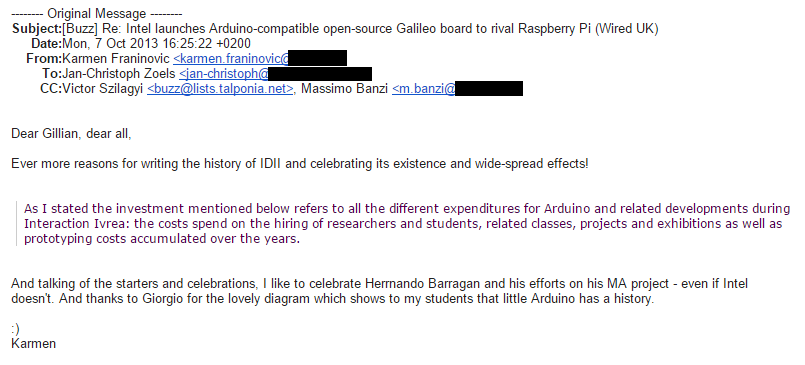 -------- Original Message --------
Subject:[Buzz] Re: Intel launches Arduino-compatible open-source Galileo board to rival Raspberry Pi (Wired UK)
Date:Mon, 7 Oct 2013 16:25:22 +0200
From:Karmen Franinovic <karmen.franinovic@
To:Jan-Christoph Zoels <jan-christoph@
CC:Victor Szilagyi <buzz@lists.talponia.net>, Massimo Banzi <m.banzi@
Dear Gillian, dear all,
Ever more reasons for writing the history of IDII and celebrating its existence and wide-spread effects!
As I stated the investment mentioned below refers to all the different expenditures for Arduino and related developments during
Interaction Ivrea: the costs spend on the hiring of researchers and students, related classes, projects and exhibitions as well as
prototyping costs accumulated over the years.
And talking of the starters and celebrations, I like to celebrate Herrnando Barragan and his efforts on his MA project - even if Intel
doesn't. And thanks to Giorgio for the lovely diagram which shows to my students that little Arduino has a history.
:)
Karmen